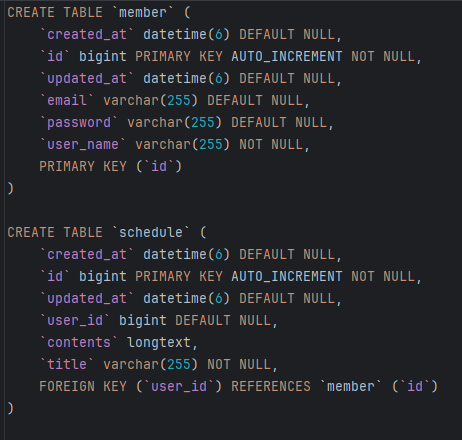 CREATE TABLE `member` (
    `created_at` datetime(6) DEFAULT NULL,
    `id` bigint PRIMARY KEY AUTO_INCREMENT NOT NULL,
    `updated_at` datetime(6) DEFAULT NULL,
    `email` varchar(255) DEFAULT NULL,
    `password` varchar(255) DEFAULT NULL,
    `user_name` varchar(255) NOT NULL,
    PRIMARY KEY (`id`)
)
CREATE TABLE `schedule` (
    `created_at` datetime(6) DEFAULT NULL,
    `id` bigint PRIMARY KEY AUTO_INCREMENT NOT NULL,
    `updated_at` datetime(6) DEFAULT NULL,
    `user_id` bigint DEFAULT NULL,
    `contents` longtext,
    `title` varchar(255) NOT NULL,
    FOREIGN KEY (`user_id`) REFERENCES `member` (`id`)
)